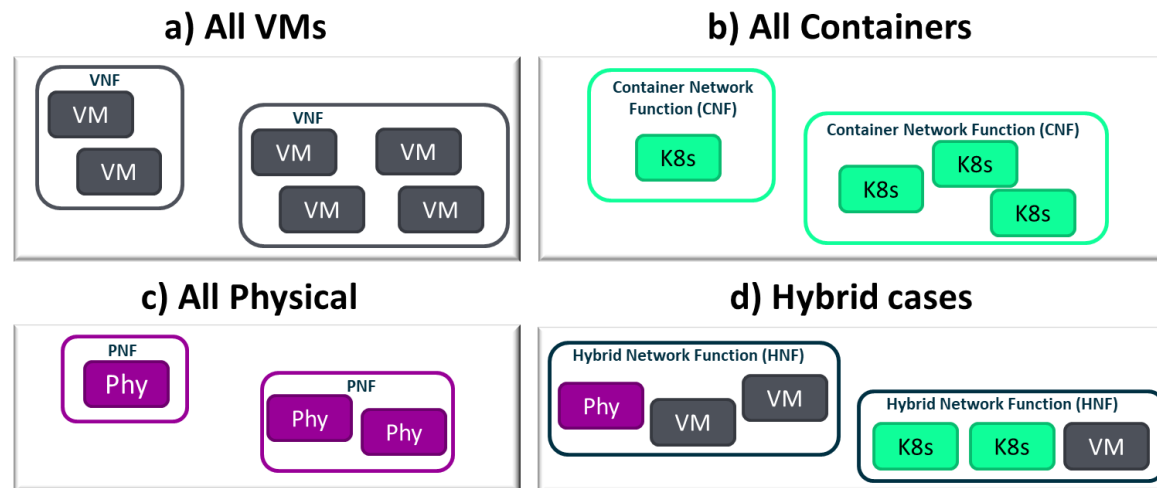 a) All VMs
VNF
VM
VM
VNF
VM
VM
VM
VM
b) All Containers
Container Network
Function (CNF)
K8s
Container Network Function (CNF)
K8s
K8s
K8s
c) All Physical
PNF
Phy
PNF
Phy
Phy
d) Hybrid cases
Hybrid Network Function (HNF)
Phy
VM
VM
Hybrid Network Function (HNF)
K8s
K8s
VM